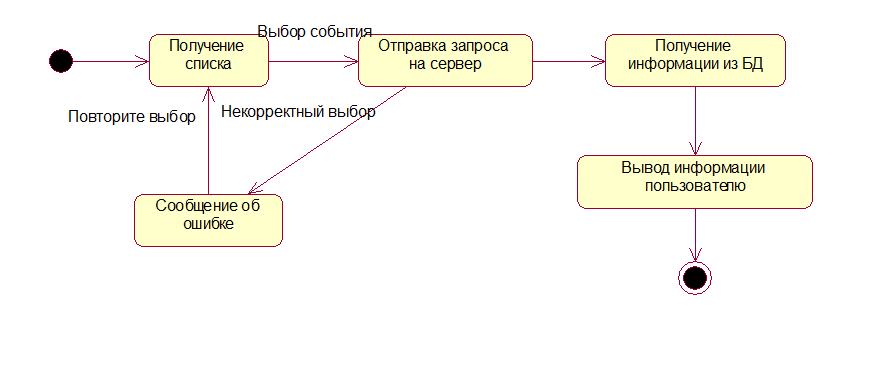 Выбор события
Получение
списка
Отправка запроса
на сервер
Получение
информации из БД
Повторите выбор
Некорректный выбор
Вывод информации
пользователю
Сообщение об
ошибке